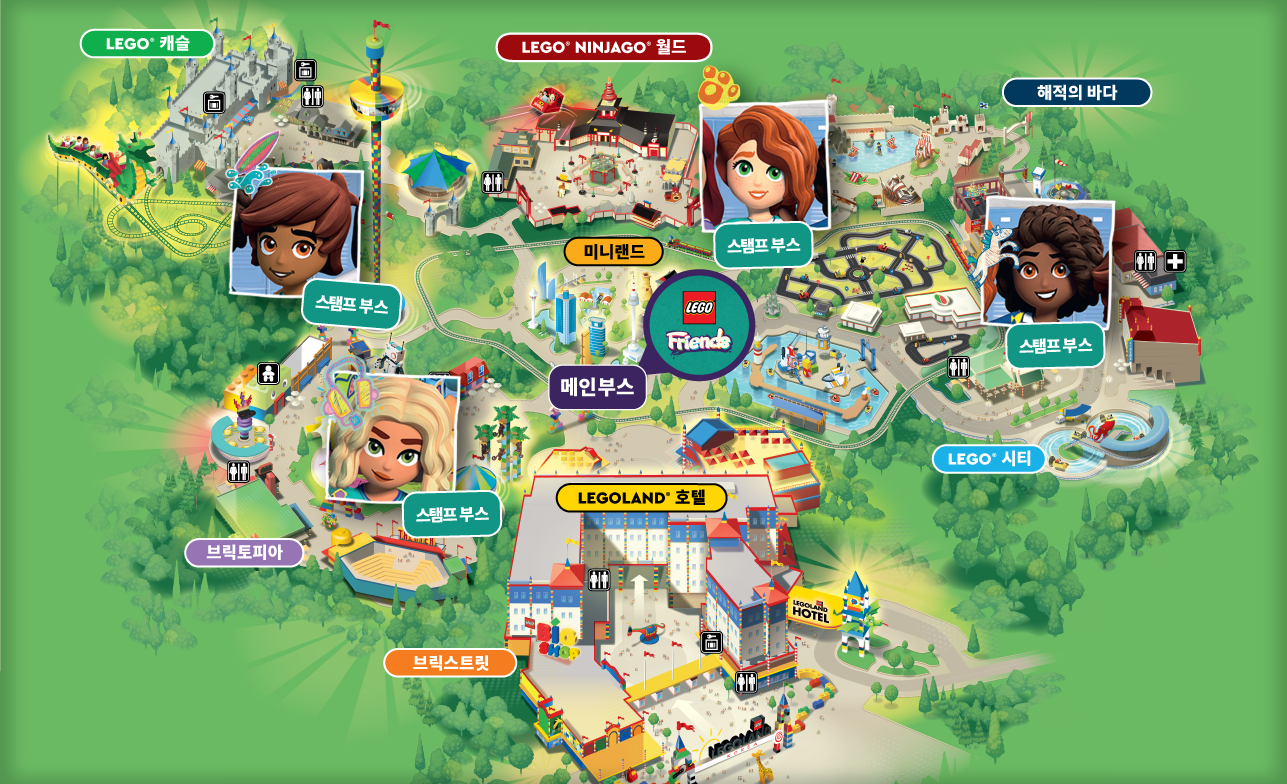 LEGO® 캐슬
LEGO® NINJAGO® 월드
해적의 바다
스탬프 부스
미니랜드
스탬프 부스
LEGO
Friends
스탬프 부스
메인부스
LEGO® 시티
LEGOLAND® 호텔
스탬프 부스
브릭토피아
LEGOLAND
HOTEL
BIG
SHOP
브릭스트릿
LEGOLAND